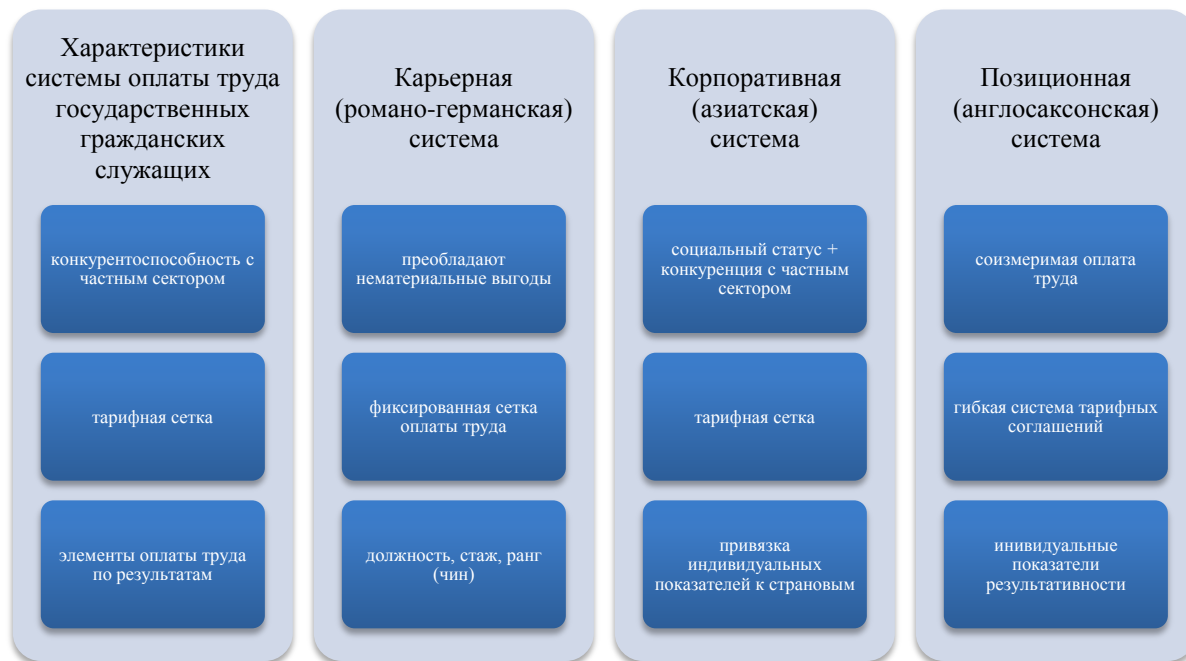 Характеристики
системы оплаты труда
государственных
гражданских
служащих
конкурентоспособность с
частным сектором
тарифная сетка
элементы оплаты труда
по результатам
Карьерная
(романо-германская)
система
преобладают
нематериальные выгоды
фиксированная сетка
оплаты труда
должность, стаж, ранг
(чин)
Корпоративная
(азиатская)
система
социальный статус +
конкуренция с частным
сектором
тарифная сетка
привязка
индивидуальных
показателей к страновым
Позиционная
(англосаксонская)
система
соизмеримая оплата
труда
гибкая система тарифных
соглашений
инивидуальные
показатели
результативности